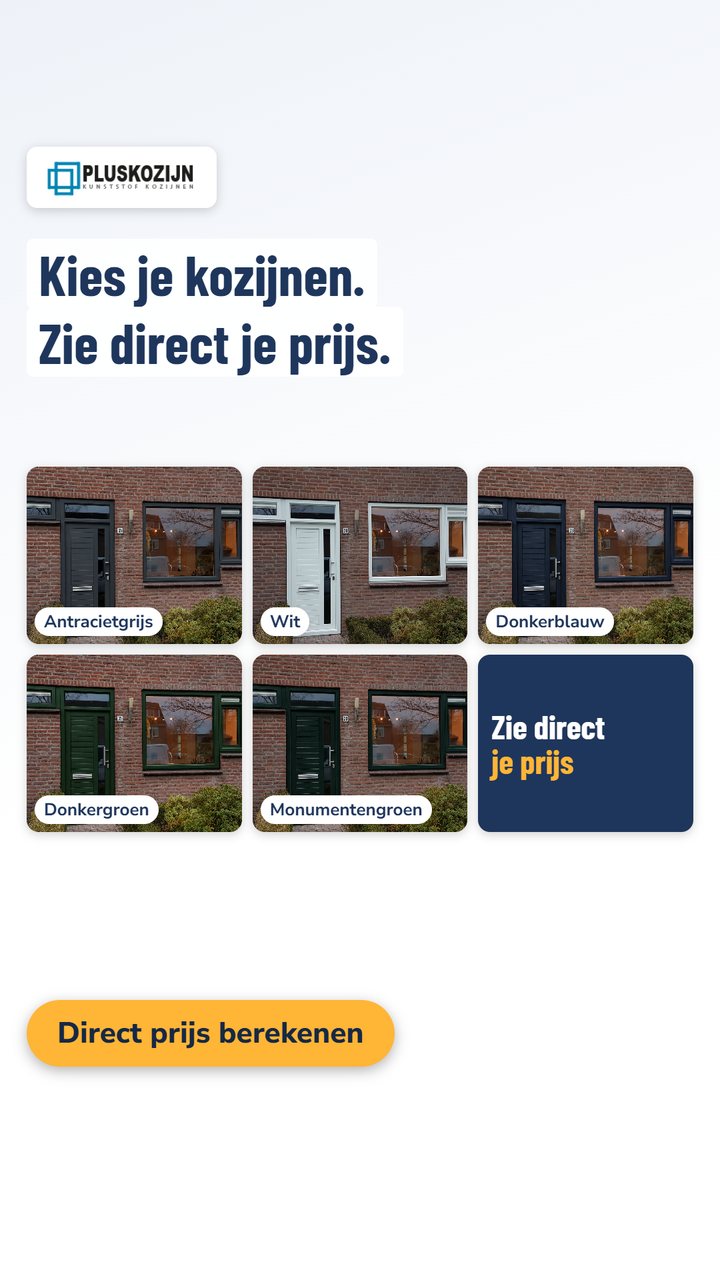 PLUSKOZIJN
KUNSTSTOF KOZIJNEN
Kies je kozijnen.
Zie direct je prijs.
Antracietgrijs
Wit
Donkerblauw
Donkergroen
Monumentengroen
Zie direct
je prijs
Direct prijs berekenen